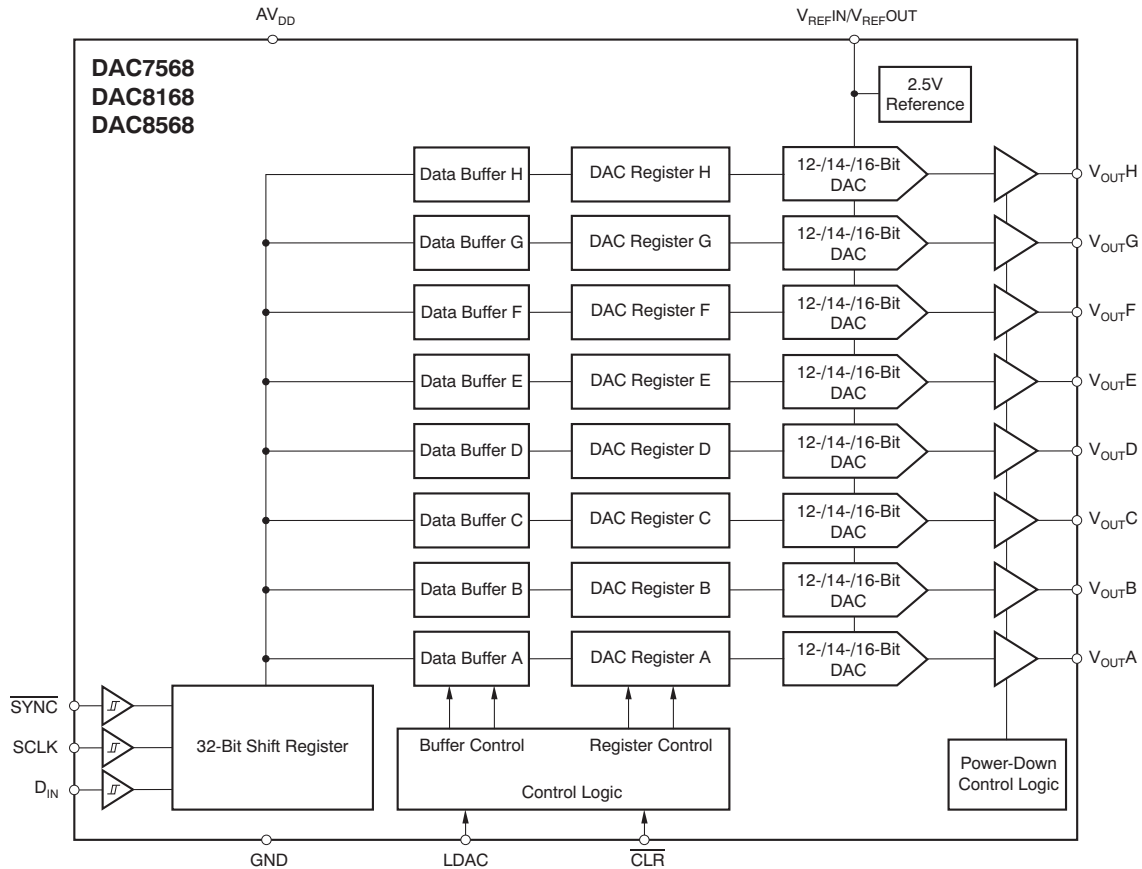 AVDD
VREFIN/VREFOUT
DAC7568
DAC8168
DAC8568
2.5V
Reference
Data Buffer H
DAC Register H
12-/14-/16-Bit
DAC
VOUTH
Data Buffer G
DAC Register G
12-/14-/16-Bit
DAC
VOUTG
Data Buffer F
DAC Register F
12-/14-/16-Bit
DAC
VOUTF
Data Buffer E
DAC Register E
12-/14-/16-Bit
DAC
VOUTE
Data Buffer D
DAC Register D
12-/14-/16-Bit
DAC
VOUTD
Data Buffer C
DAC Register C
12-/14-/16-Bit
DAC
VOUTC
Data Buffer B
DAC Register B
12-/14-/16-Bit
DAC
VOUTB
Data Buffer A
DAC Register A
12-/14-/16-Bit
DAC
VOUTA
SYNC
SCLK
DIN
32-Bit Shift Register
Buffer Control
Register Control
Control Logic
Power-Down
Control Logic
GND
LDAC
CLR